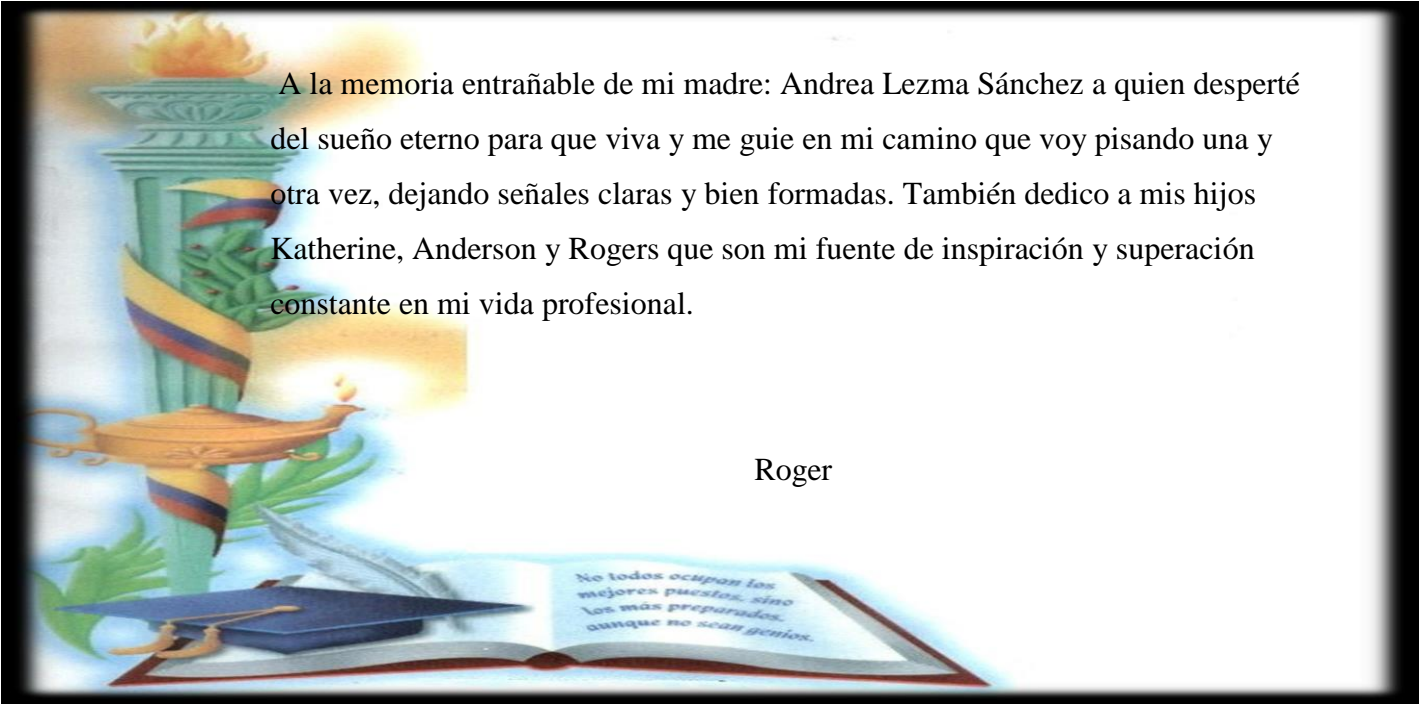 A la memoria entrañable de mi madre: Andrea Lezma Sánchez a quien desperté
del sueño eterno para que viva y me guie en mi camino que voy pisando una y
otra vez, dejando señales claras y bien formadas. También dedico a mis hijos
Katherine, Anderson y Rogers que son mi fuente de inspiración y superación
constante en mi vida profesional.
Roger
No todos ocupan los
mejores puestos, sino
los más preparados,
aunque no sean genios.